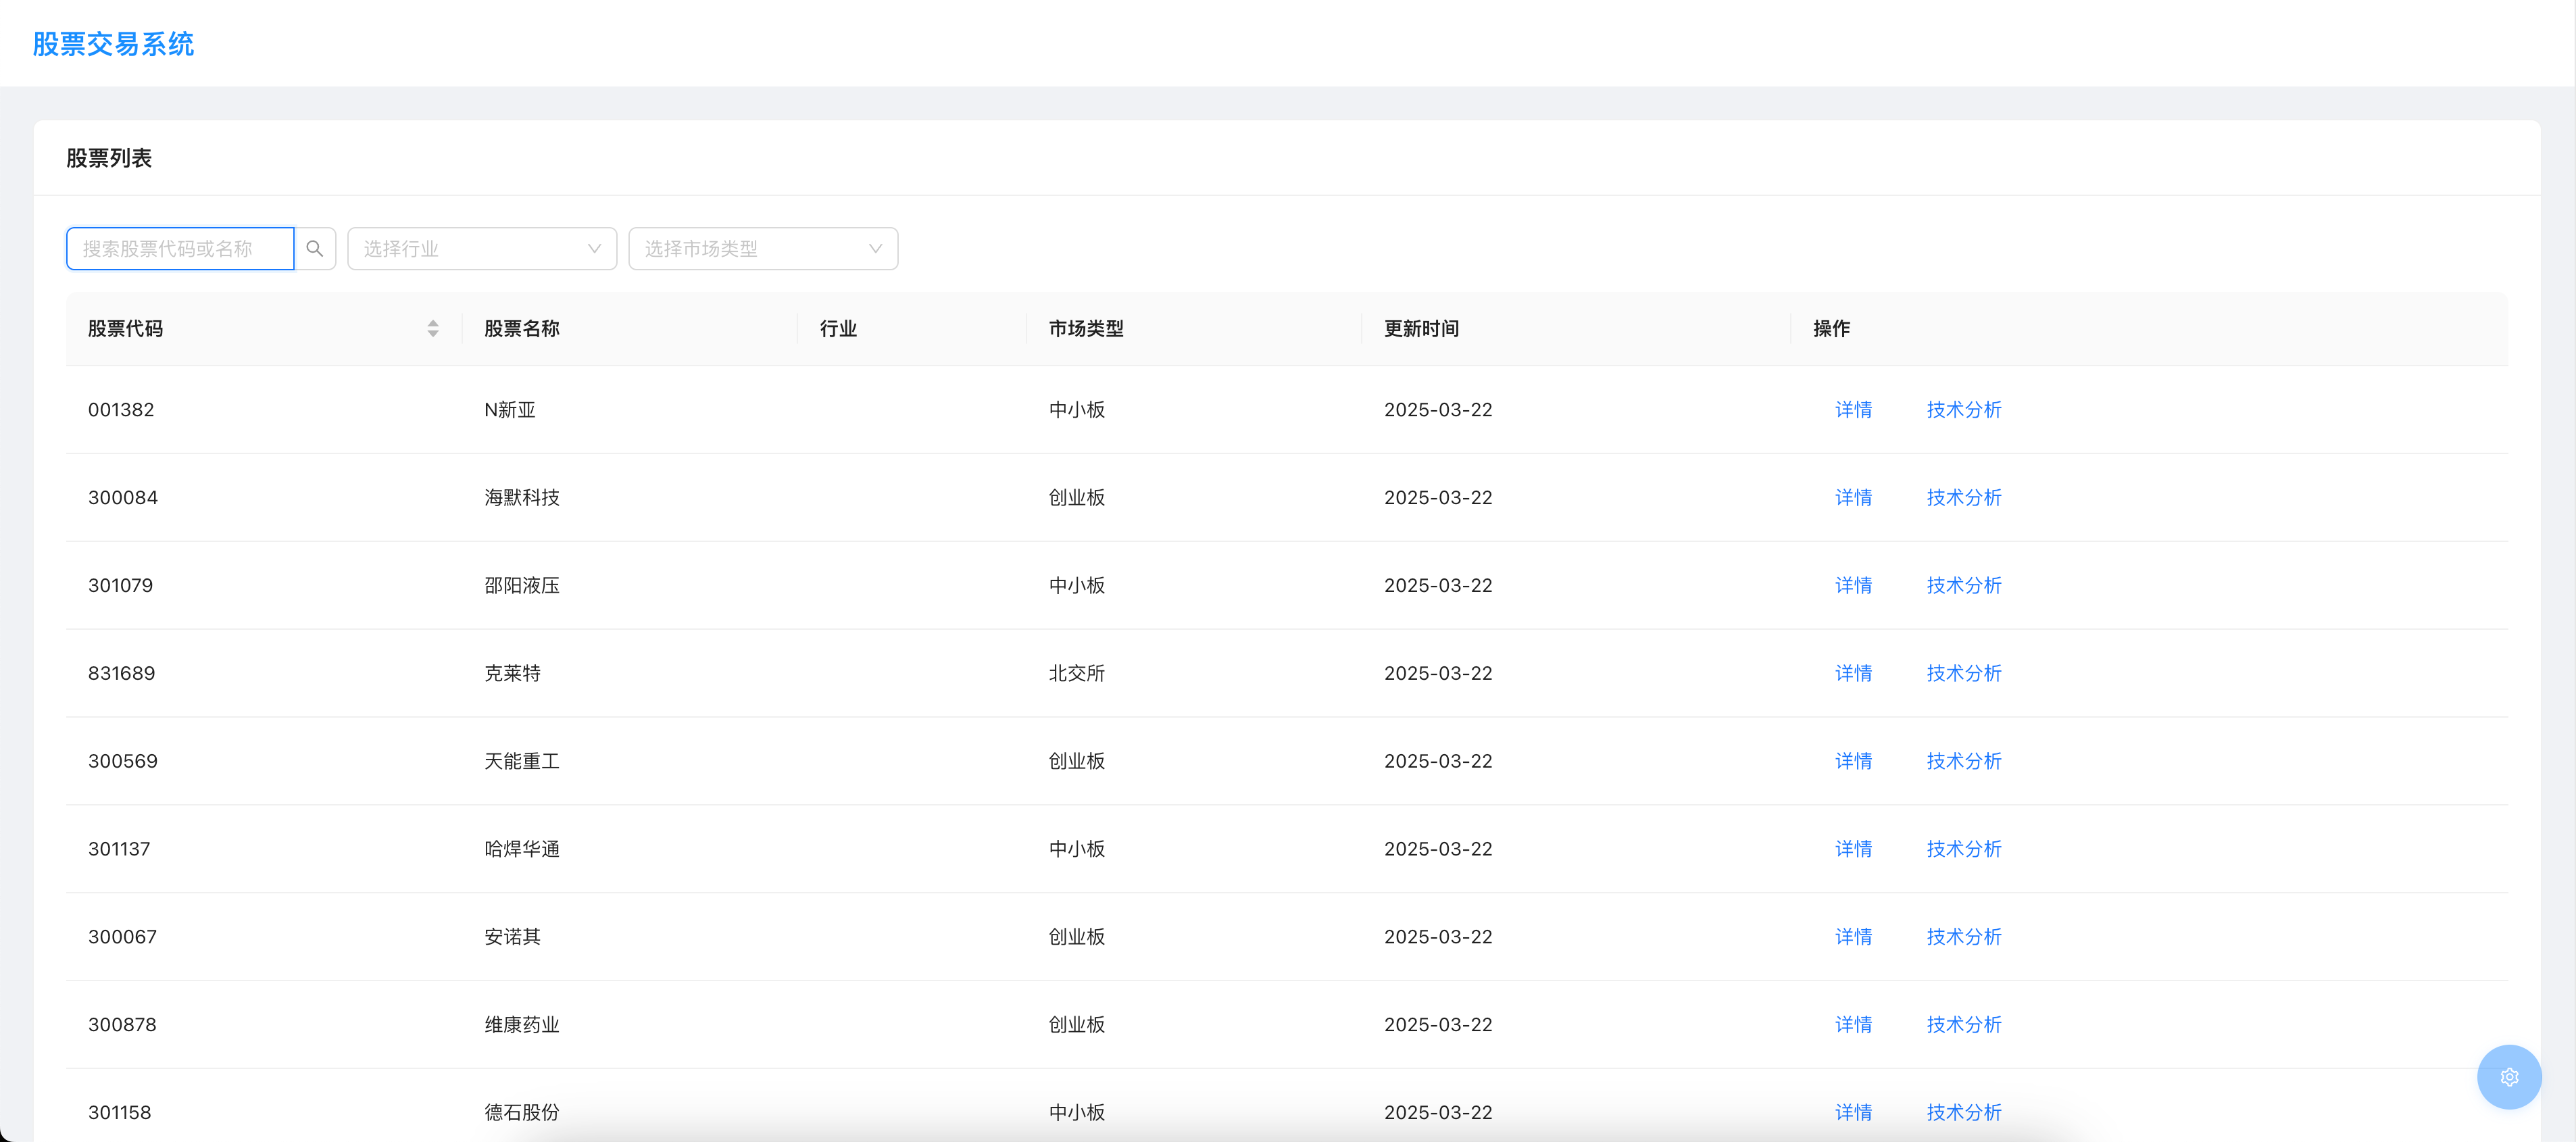 股票交易系统
股票列表
搜索股票代码或名称 选择行业 选择市场类型
股票代码 股票名称 行业 市场类型 更新时间 操作
001382 N新亚 中小板 2025-03-22 详情 技术分析
300084 海默科技 创业板 2025-03-22 详情 技术分析
301079 邵阳液压 中小板 2025-03-22 详情 技术分析
831689 克莱特 北交所 2025-03-22 详情 技术分析
300569 天能重工 创业板 2025-03-22 详情 技术分析
301137 哈焊华通 中小板 2025-03-22 详情 技术分析
300067 安诺其 创业板 2025-03-22 详情 技术分析
300878 维康药业 创业板 2025-03-22 详情 技术分析
301158 德石股份 中小板 2025-03-22 详情 技术分析